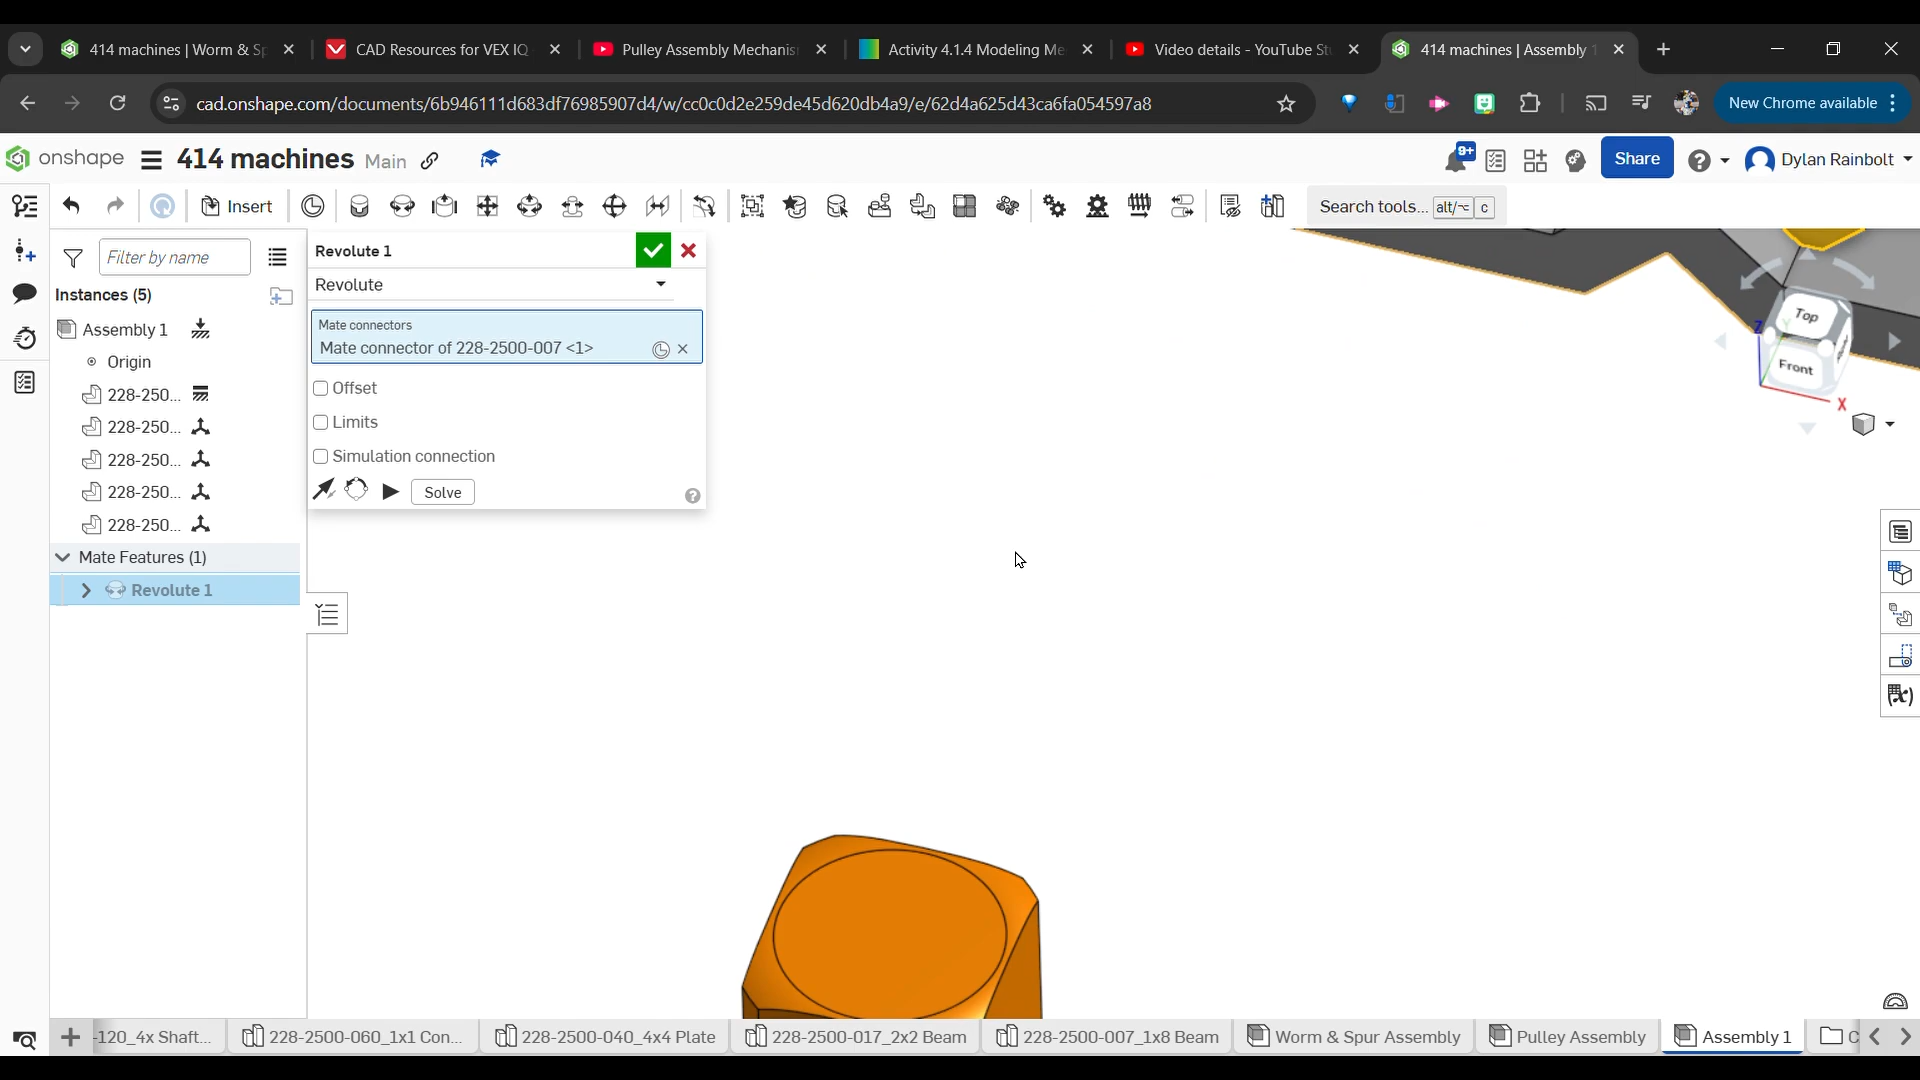 414 machines | Worm & Sp
CAD Resources for VEX IQ
Pulley Assembly Mechanis
Activity 4.1.4 Modeling Me
Video details - YouTube Stu
414 machines | Assembly 1
cad.onshape.com/documents/6b946111d683df76985907d4/w/cc0c0d2e259de45d620db4a9/e/62d4a625d43ca6fa054597a8
New Chrome available
onshape
414 machines Main
9+
Share
Dylan Rainbolt
Insert
Search tools... alt/⌥ c
Filter by name
Instances (5)
Assembly 1
Origin
228-250...
228-250...
228-250...
228-250...
228-250...
Mate Features (1)
Revolute 1
Revolute 1
Revolute
Mate connectors
Mate connector of 228-2500-007 <1>
Offset
Limits
Simulation connection
Solve
Top
Front
Z
Y
X
-120_4x Shaft...
228-2500-060_1x1 Con...
228-2500-040_4x4 Plate
228-2500-017_2x2 Beam
228-2500-007_1x8 Beam
Worm & Spur Assembly
Pulley Assembly
Assembly 1
C